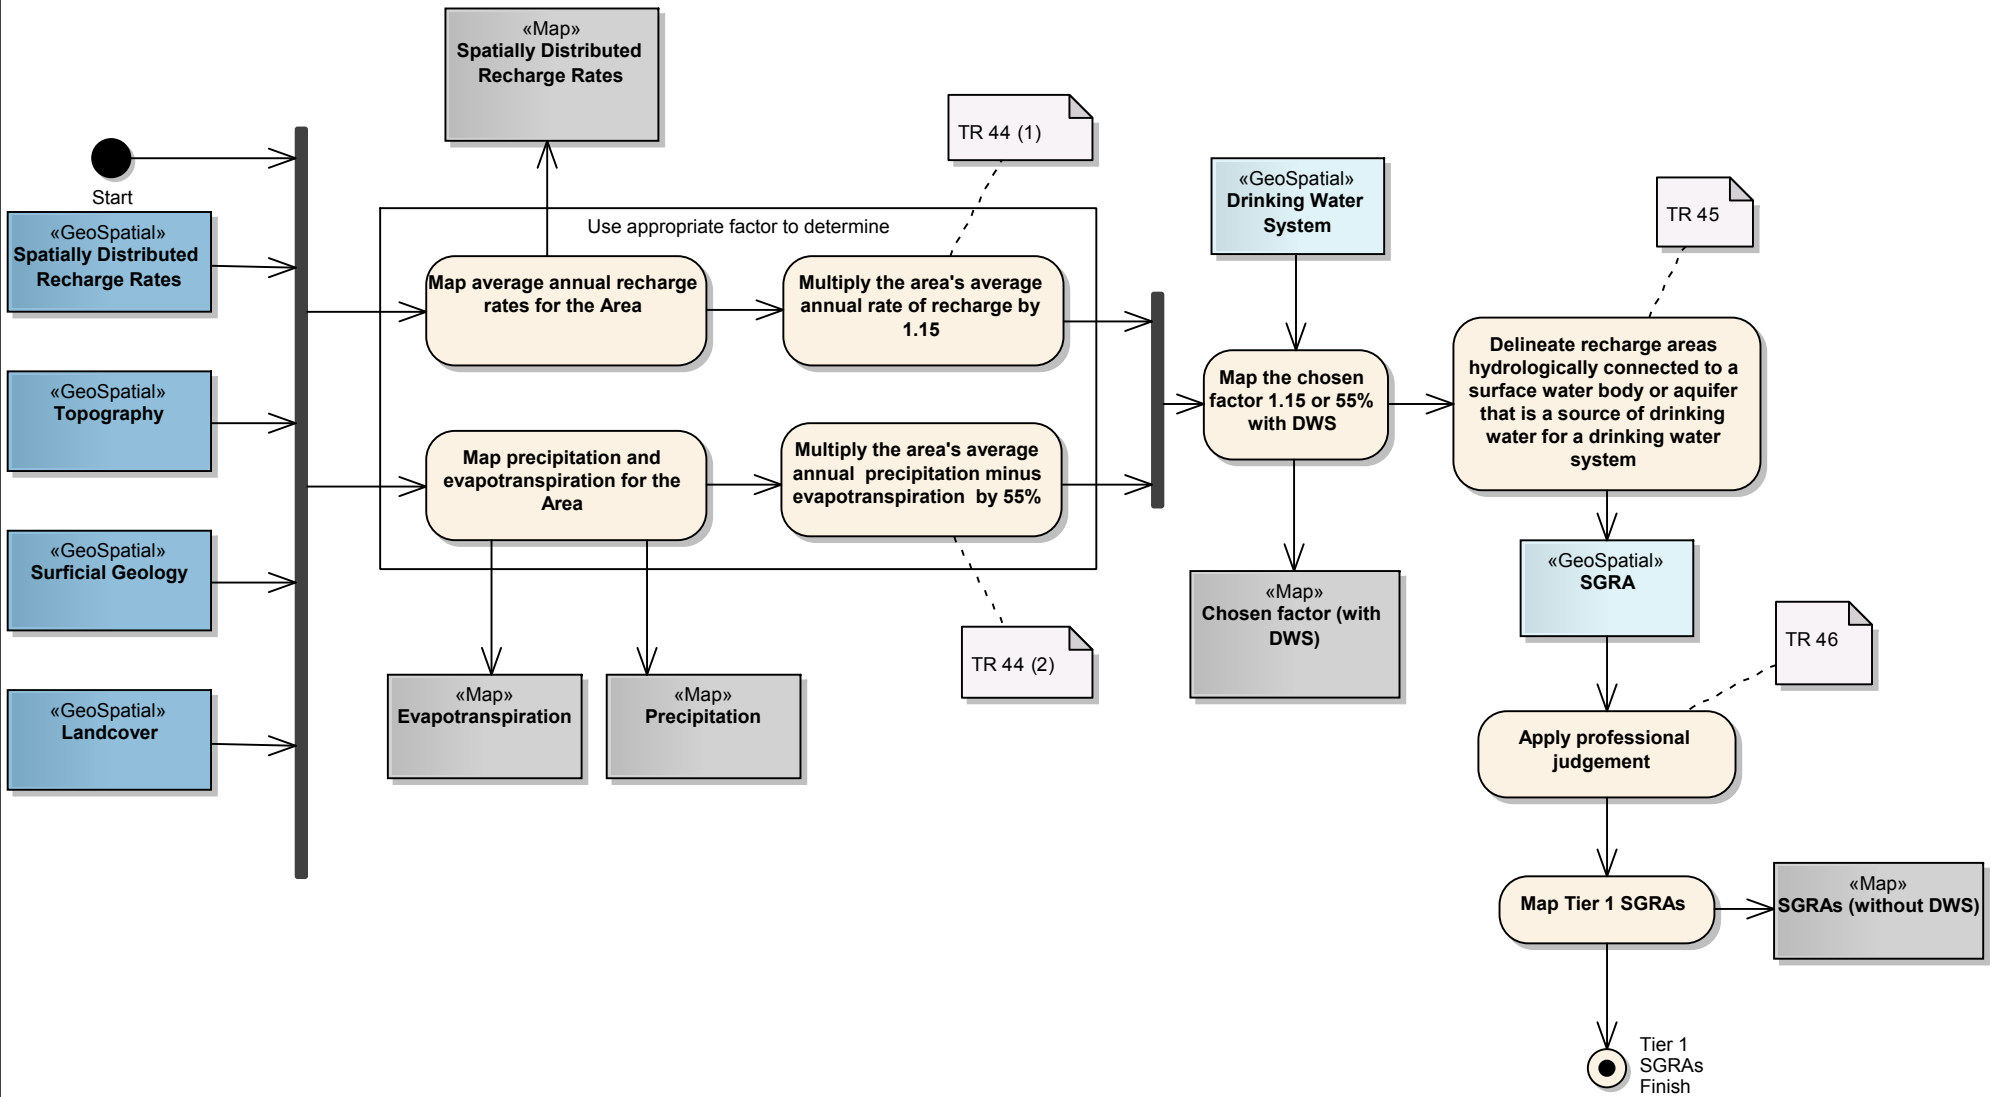 «Map»
Spatially Distributed
Recharge Rates
TR 44 (1)
Start
«GeoSpatial»
Spatially Distributed
Recharge Rates
Use appropriate factor to determine
«GeoSpatial»
Drinking Water
System
TR 45
Map average annual recharge
rates for the Area
Multiply the area's average
annual rate of recharge by
1.15
«GeoSpatial»
Topography
Map the chosen
factor 1.15 or 55%
with DWS
Delineate recharge areas
hydrologically connected to a
surface water body or aquifer
that is a source of drinking
water for a drinking water
system
Map precipitation and
evapotranspiration for the
Area
Multiply the area's average
annual  precipitation minus
evapotranspiration  by 55%
«GeoSpatial»
Surficial Geology
«GeoSpatial»
SGRA
«Map»
Chosen factor (with
DWS)
TR 44 (2)
TR 46
«GeoSpatial»
Landcover
«Map»
Evapotranspiration
«Map»
Precipitation
Apply professional
judgement
Map Tier 1 SGRAs
«Map»
SGRAs (without DWS)
Tier 1
SGRAs
Finish